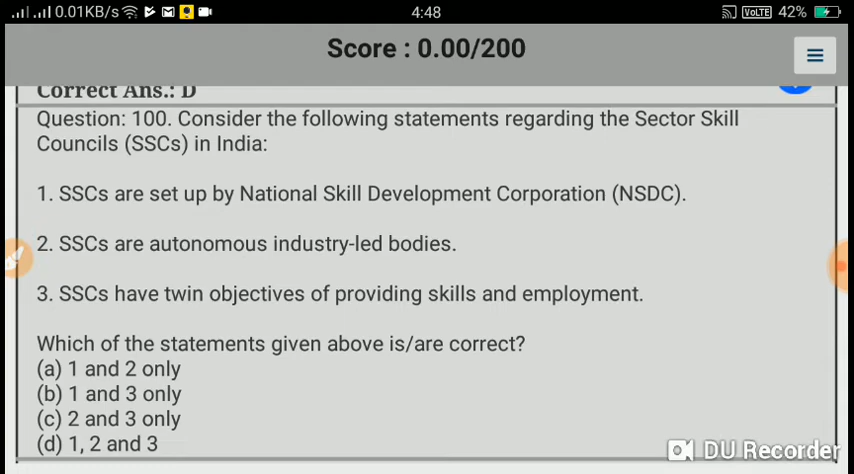 0.01KB/s 4:48 VoLTE 42%
Score : 0.00/200
Correct Ans.: D
Question: 100. Consider the following statements regarding the Sector Skill
Councils (SSCs) in India:
1. SSCs are set up by National Skill Development Corporation (NSDC).
2. SSCs are autonomous industry-led bodies.
3. SSCs have twin objectives of providing skills and employment.
Which of the statements given above is/are correct?
(a) 1 and 2 only
(b) 1 and 3 only
(c) 2 and 3 only
(d) 1, 2 and 3
DU Recorder